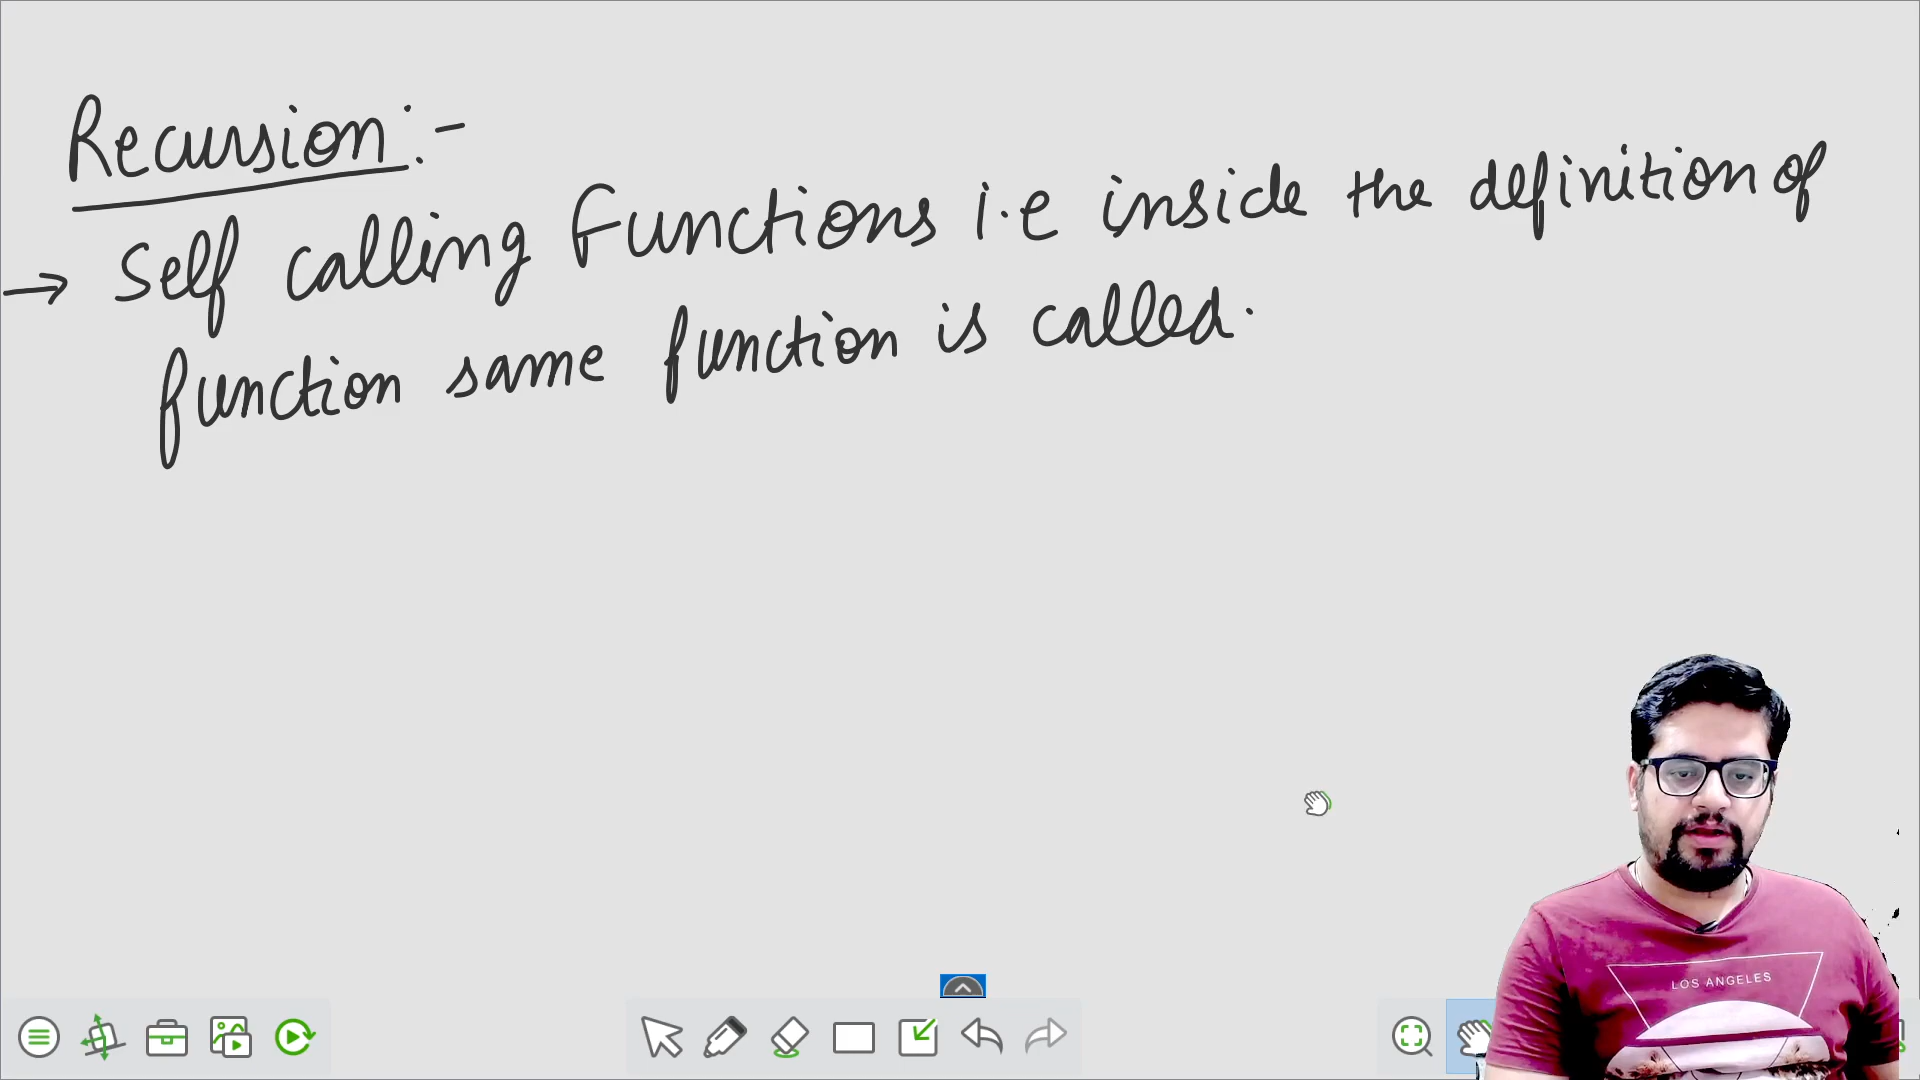 Recursion:-
→ Self calling Functions i.e inside the definition of
function same function is called.
LOS ANGELES